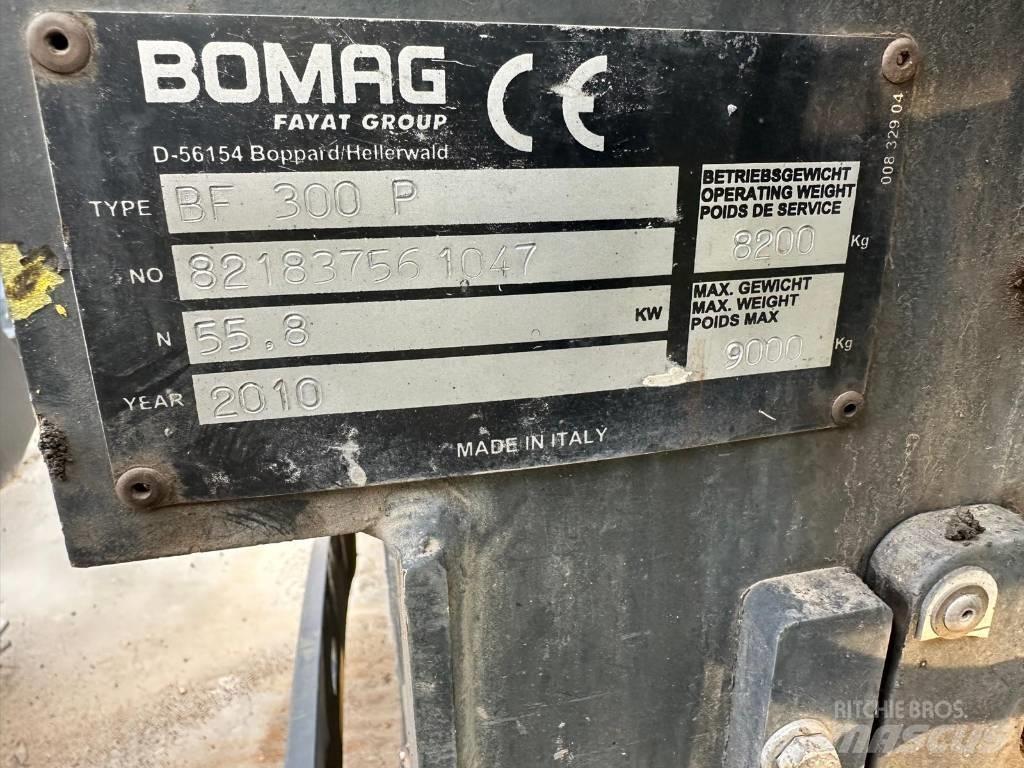 BOMAG
FAYAT GROUP
CE
D-56154 Boppard/Hellerwald
TYPE BF 300 P
NO 821837561047
N 55,8 KW
YEAR 2010
BETRIEBSGEWICHT
OPERATING WEIGHT
POIDS DE SERVICE
8200 Kg
MAX. GEWICHT
MAX. WEIGHT
POIDS MAX
9000 Kg
008 329 04
MADE IN ITALY
RITCHIE BROS.
MASCUS